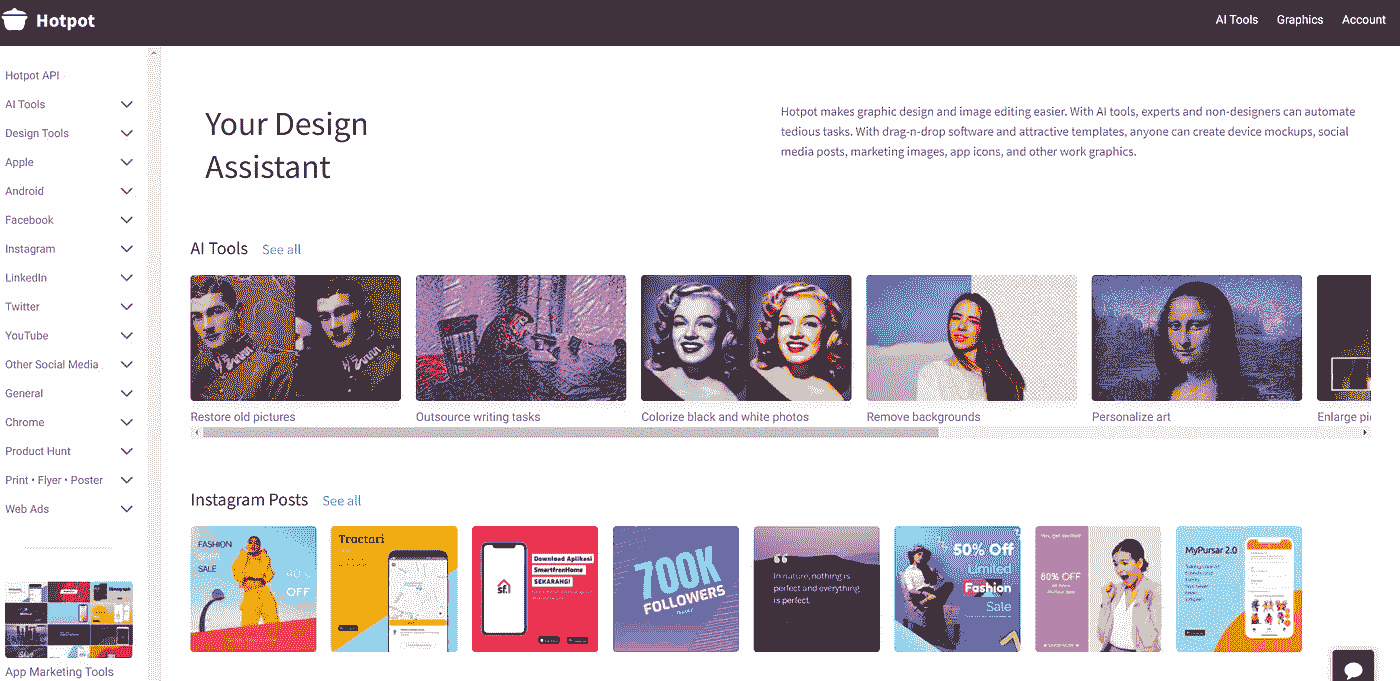 Hotpot
AI Tools
Graphics
Account
Hotpot API
AI Tools
Design Tools
Apple
Android
Facebook
Instagram
LinkedIn
Twitter
YouTube
Other Social Media
General
Chrome
Product Hunt
Print • Flyer • Poster
Web Ads
App Marketing Tools
Your Design
Assistant
Hotpot makes graphic design and image editing easier. With AI tools, experts and non-designers can automate
tedious tasks. With drag-n-drop software and attractive templates, anyone can create device mockups, social
media posts, marketing images, app icons, and other work graphics.
AI Tools
See all
Restore old pictures
Outsource writing tasks
Colorize black and white photos
Remove backgrounds
Personalize art
Enlarge pi
Instagram Posts
See all
FASHION
SALE
40%
OFF
Tractari
Download Aplikasi
SmartfrenHome
SEKARANG!
sf.
700K
FOLLOWERS
“
In nature, nothing is
perfect and everything
is perfect.
50% Off
Limited
Fashion
Sale
80% OFF
MyPursar 2.0